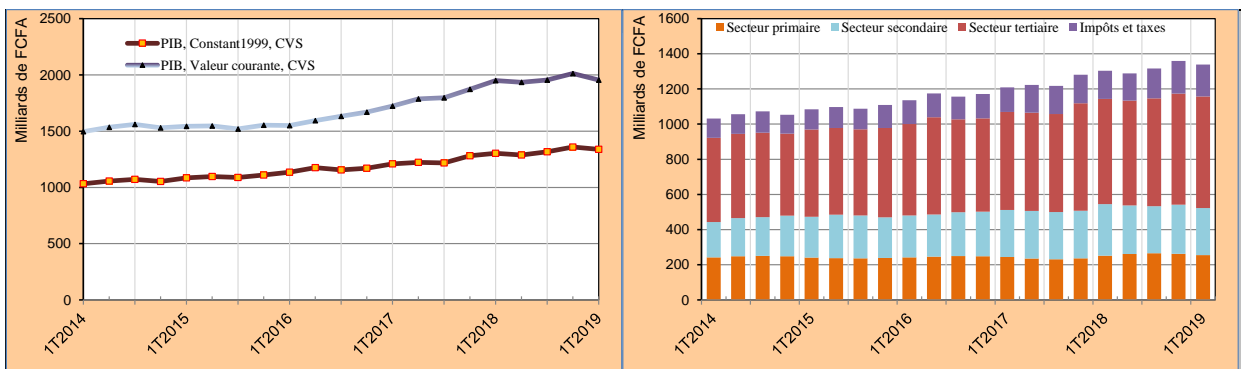 Milliards de FCFA
2500
2000
1500
1000
500
0
PIB, Constant1999, CVS
PIB, Valeur courante, CVS
1T2014
1T2015
1T2016
1T2017
1T2018
1T2019
Milliards de FCFA
1600
1400
1200
1000
800
600
400
200
0
Secteur primaire Secteur secondaire Secteur tertiaire Impôts et taxes
1T2014
1T2015
1T2016
1T2017
1T2018
1T2019